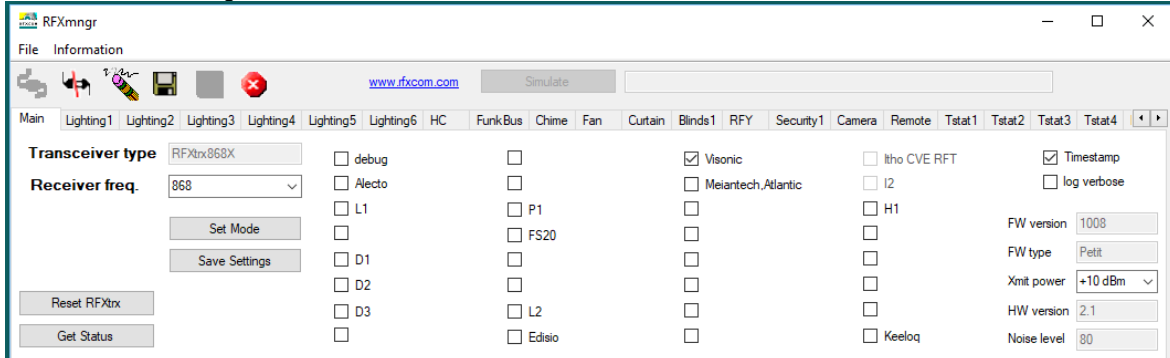 RFXmngr
File Information
www.rfxcom.com Simulate
Main Lighting1 Lighting2 Lighting3 Lighting4 Lighting5 Lighting6 HC FunkBus Chime Fan Curtain Blinds1 RFY Security1 Camera Remote Tstat1 Tstat2 Tstat3 Tstat4
Transceiver type RFXtrx868X debug Visonic Itho CVE RFT Timestamp
Receiver freq. 868 Alecto Meiantech,Atlantic I2 log verbose
L1 P1 H1
Set Mode FS20 FW version 1008
Save Settings D1 FW type Petit
D2 Xmit power +10 dBm
Reset RFXtrx D3 L2 HW version 2.1
Get Status Edisio Keeloq Noise level 80